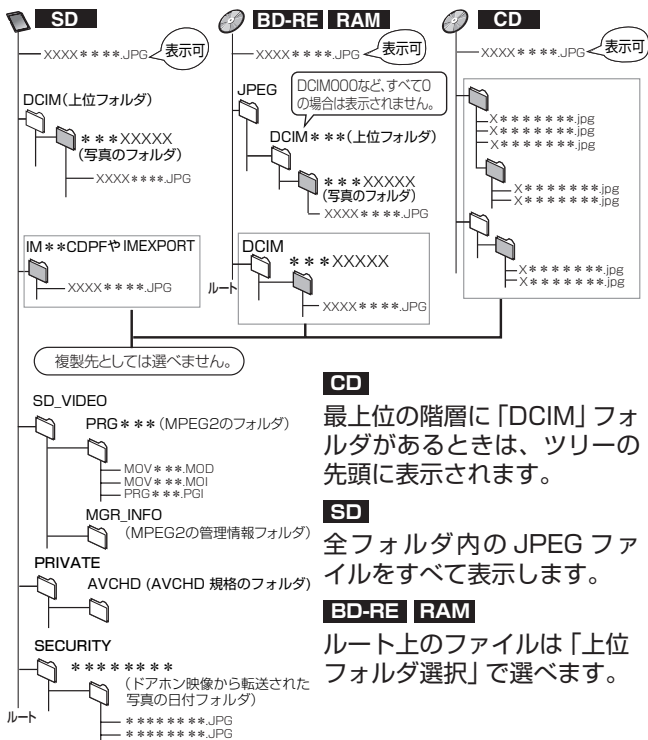 SD
XXXX＊＊＊＊.JPG
表示可
DCIM(上位フォルダ)
＊＊＊XXXXX
(写真のフォルダ)
XXXX＊＊＊＊.JPG
IM＊＊CDPFやIMEXPORT
XXXX＊＊＊＊.JPG
BD-RE RAM
XXXX＊＊＊＊.JPG
表示可
JPEG
DCIM000など、すべて0
の場合は表示されません。
DCIM＊＊＊(上位フォルダ)
＊＊＊XXXXX
(写真のフォルダ)
XXXX＊＊＊＊.JPG
DCIM
＊＊＊XXXXX
XXXX＊＊＊＊.JPG
ルート
CD
XXXX＊＊＊＊.JPG
表示可
X＊＊＊＊＊＊＊.jpg
X＊＊＊＊＊＊＊.jpg
X＊＊＊＊＊＊＊.jpg
X＊＊＊＊＊＊＊.jpg
X＊＊＊＊＊＊＊.jpg
X＊＊＊＊＊＊＊.jpg
X＊＊＊＊＊＊＊.jpg
複製先としては選べません。
SD_VIDEO
PRG＊＊＊(MPEG2のフォルダ)
MOV＊＊＊.MOD
MOV＊＊＊.MOI
PRG＊＊＊.PGI
MGR_INFO
(MPEG2の管理情報フォルダ)
PRIVATE
AVCHD (AVCHD 規格のフォルダ)
SECURITY
＊＊＊＊＊＊＊＊
(ドアホン映像から転送された
写真の日付フォルダ)
＊＊＊＊＊＊＊＊.JPG
＊＊＊＊＊＊＊＊.JPG
ルート
CD
最上位の階層に「DCIM」フォ
ルダがあるときは、ツリーの
先頭に表示されます。
SD
全フォルダ内の JPEG ファ
イルをすべて表示します。
BD-RE RAM
ルート上のファイルは「上位
フォルダ選択」で選べます。